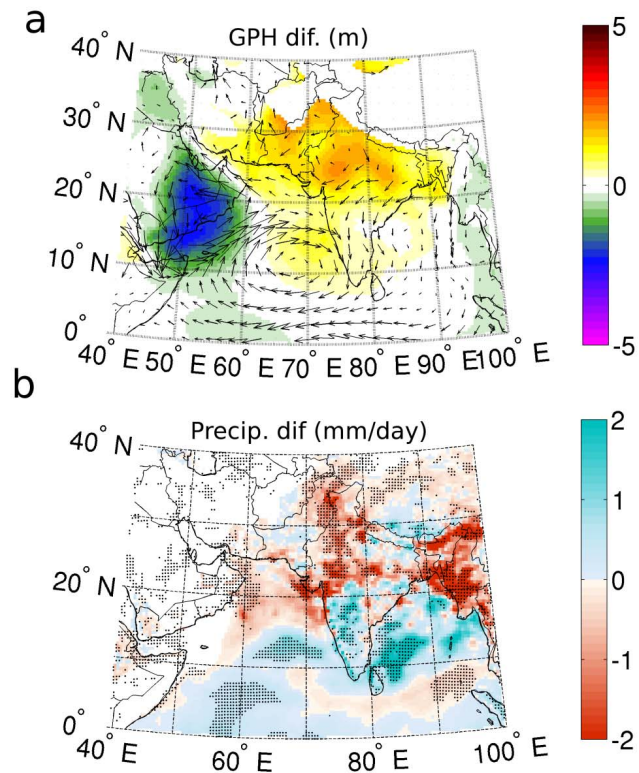 a
GPH dif. (m)
40° N
30° N
20° N
10° N
0°
40° E 50° E 60° E 70° E 80° E 90° E 100° E
5
0
-5
b
Precip. dif (mm/day)
40° N
20° N
0°
40° E 60° E 80° E 100° E
2
1
0
-1
-2